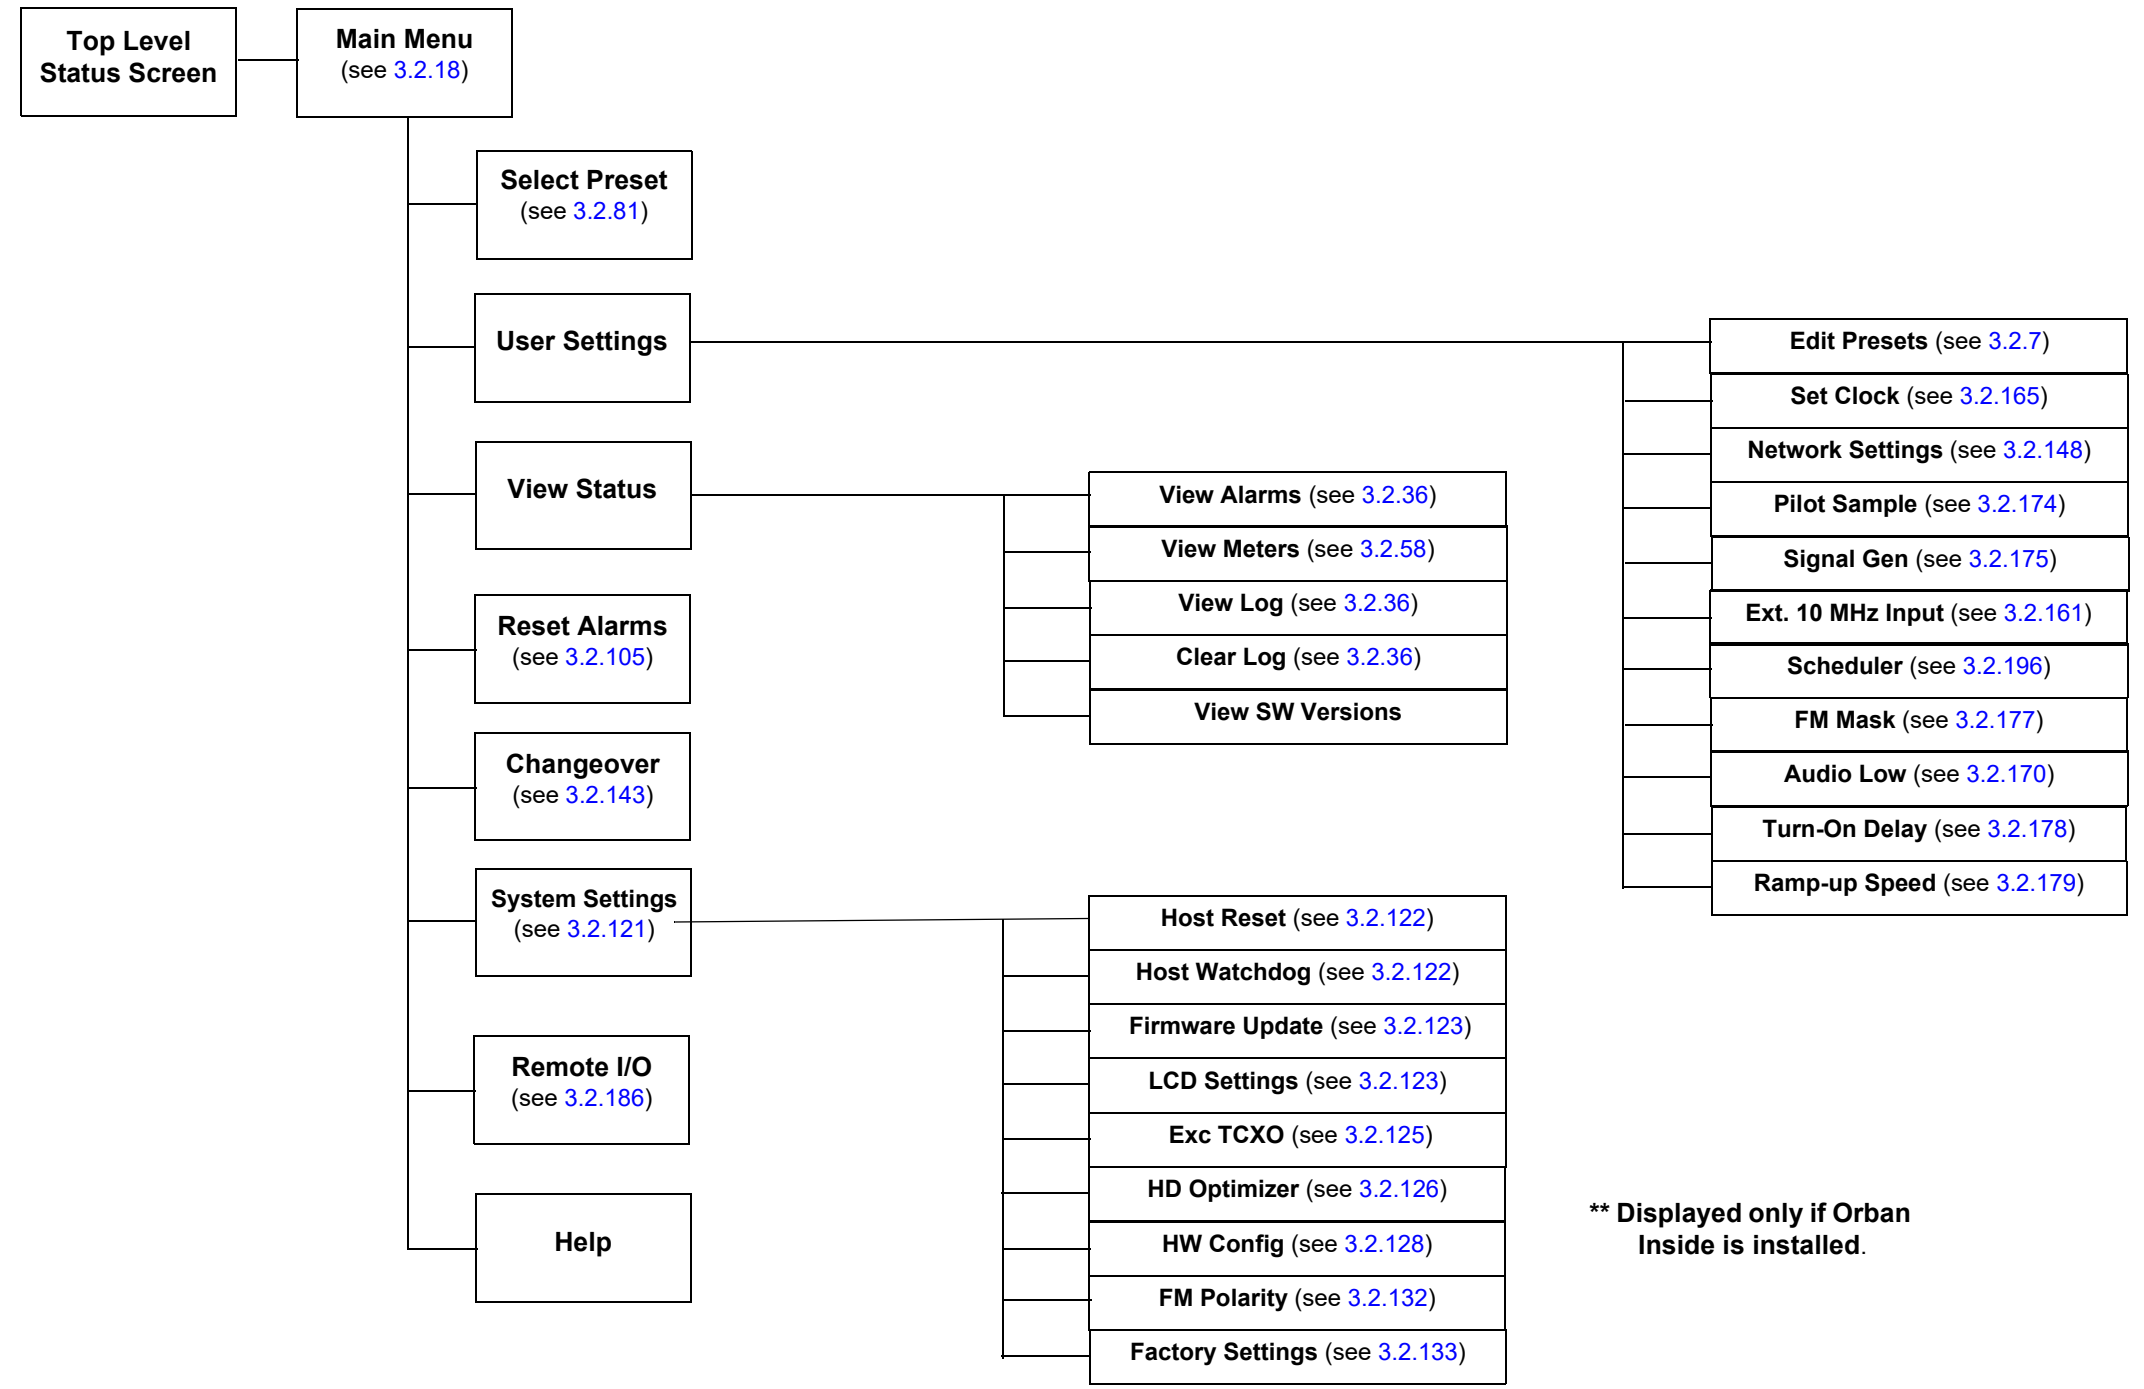 Top Level
Status Screen
Main Menu
(see 3.2.18)
Select Preset
(see 3.2.81)
User Settings
View Status
Reset Alarms
(see 3.2.105)
Changeover
(see 3.2.143)
System Settings
(see 3.2.121)
Remote I/O
(see 3.2.186)
Help
View Alarms (see 3.2.36)
View Meters (see 3.2.58)
View Log (see 3.2.36)
Clear Log (see 3.2.36)
View SW Versions
Host Reset (see 3.2.122)
Host Watchdog (see 3.2.122)
Firmware Update (see 3.2.123)
LCD Settings (see 3.2.123)
Exc TCXO (see 3.2.125)
HD Optimizer (see 3.2.126)
HW Config (see 3.2.128)
FM Polarity (see 3.2.132)
Factory Settings (see 3.2.133)
Edit Presets (see 3.2.7)
Set Clock (see 3.2.165)
Network Settings (see 3.2.148)
Pilot Sample (see 3.2.174)
Signal Gen (see 3.2.175)
Ext. 10 MHz Input (see 3.2.161)
Scheduler (see 3.2.196)
FM Mask (see 3.2.177)
Audio Low (see 3.2.170)
Turn-On Delay (see 3.2.178)
Ramp-up Speed (see 3.2.179)
** Displayed only if Orban
Inside is installed.